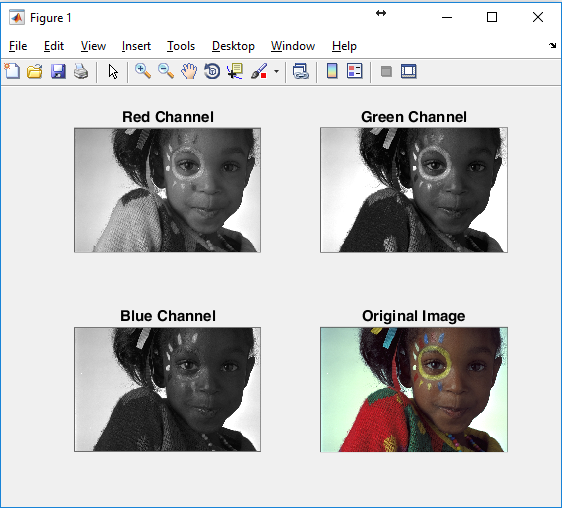 Figure 1
File Edit View Insert Tools Desktop Window Help
Red Channel Green Channel
Blue Channel Original Image